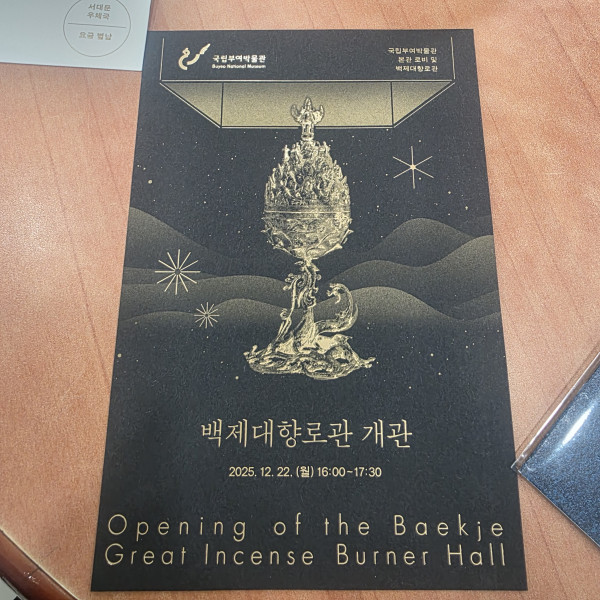 서대문
우체국
요금 별납
국립부여박물관
Buyeo National Museum
국립부여박물관
본관 로비 및
백제대향로관
백제대향로관 개관
2025. 12. 22. (월) 16:00~17:30
Opening of the Baekje
Great Incense Burner Hall